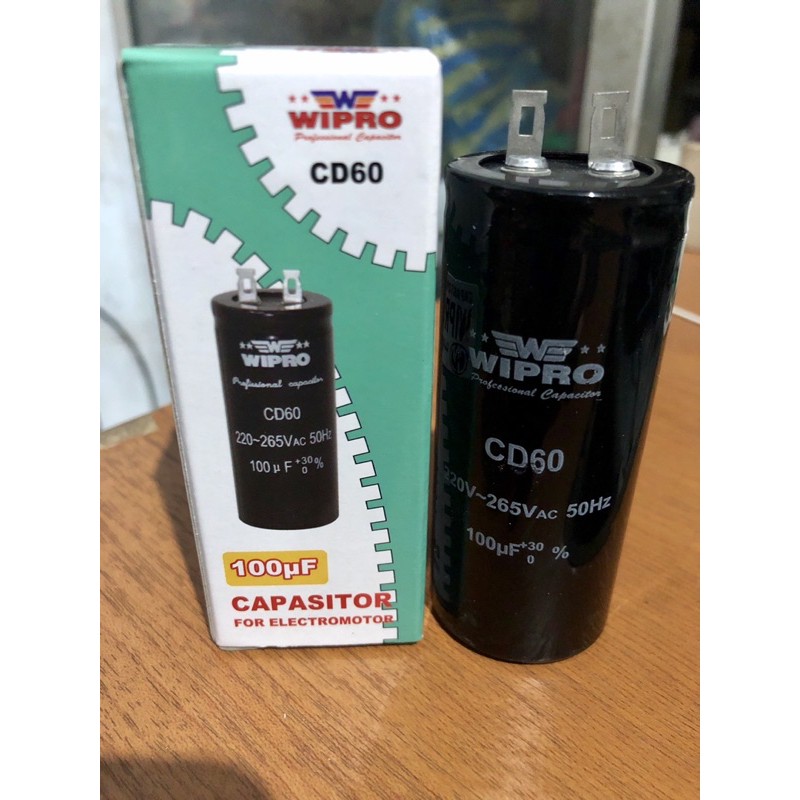 WIPRO
Professional Capacitor
CD60
WIPRO
Professional capacitor
CD60
220~265VAC 50Hz
100μF +30 0 %
100μF
CAPASITOR
FOR ELECTROMOTOR
WIPRO
Profcesional Capacitor
CD60
220V~265VAC 50Hz
100μF +30 0 %